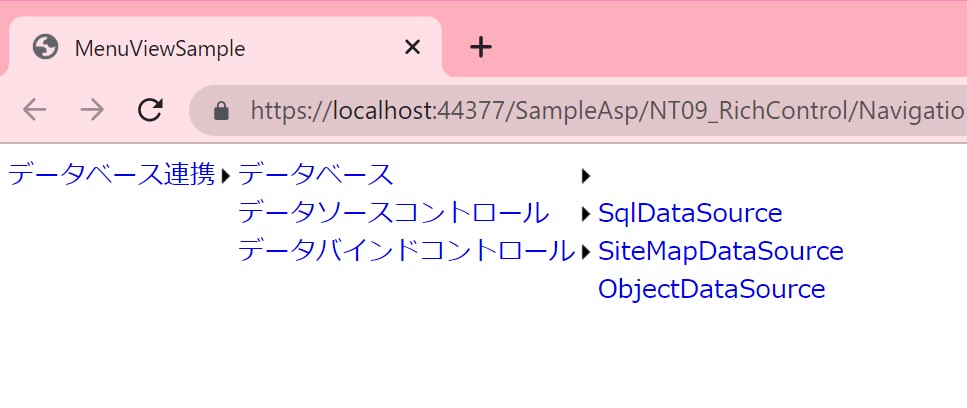 MenuViewSample
https://localhost:44377/SampleAsp/NT09_RichControl/Navigatio
データベース連携 データベース
データソースコントロール SqlDataSource
データバインドコントロール SiteMapDataSource
ObjectDataSource